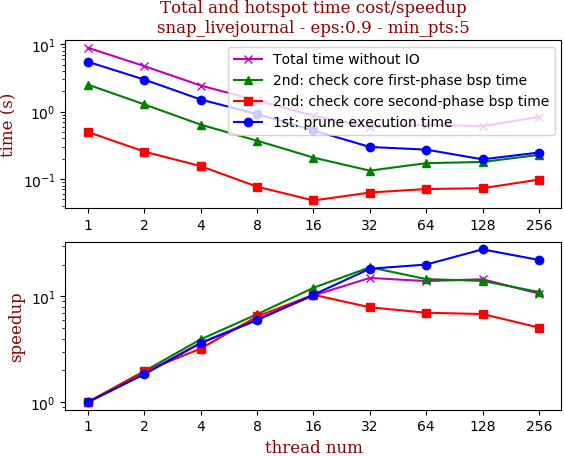 Total and hotspot time cost/speedup
snap_livejournal - eps:0.9 - min_pts:5
time (s)
10¹
10⁰
10⁻¹
Total time without IO
2nd: check core first-phase bsp time
2nd: check core second-phase bsp time
1st: prune execution time
1 2 4 8 16 32 64 128 256
speedup
10¹
10⁰
1 2 4 8 16 32 64 128 256
thread num